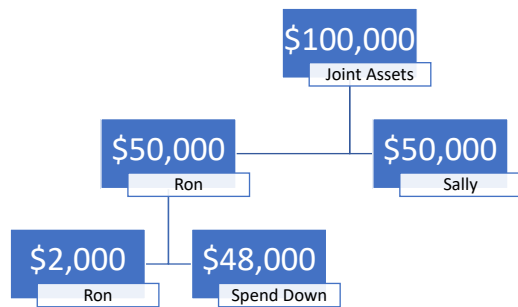 $100,000
Joint Assets
$50,000
Ron
$50,000
Sally
$2,000
Ron
$48,000
Spend Down